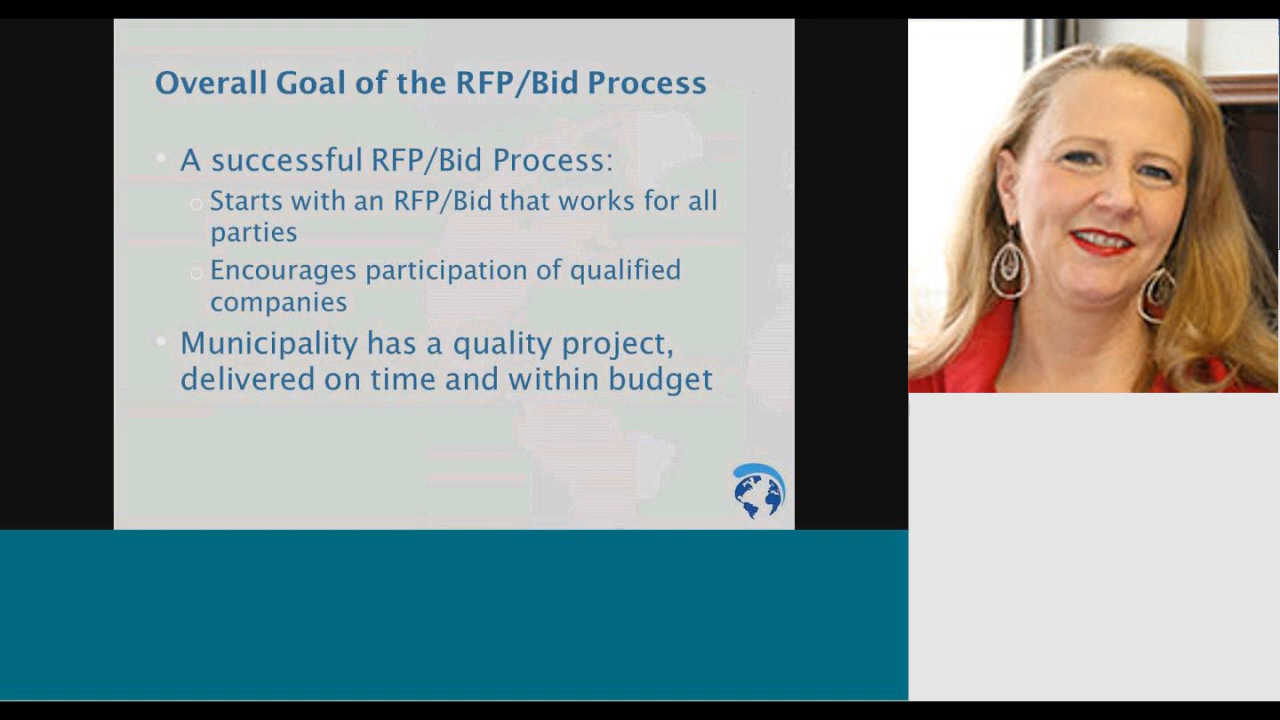 Overall Goal of the RFP/Bid Process
A successful RFP/Bid Process:
Starts with an RFP/Bid that works for all
parties
Encourages participation of qualified
companies
Municipality has a quality project,
delivered on time and within budget